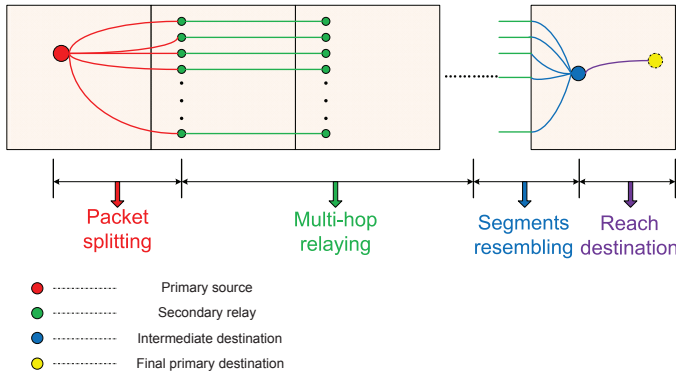 Packet
splitting
Multi-hop
relaying
Segments
resembling
Reach
destination
Primary source
Secondary relay
Intermediate destination
Final primary destination